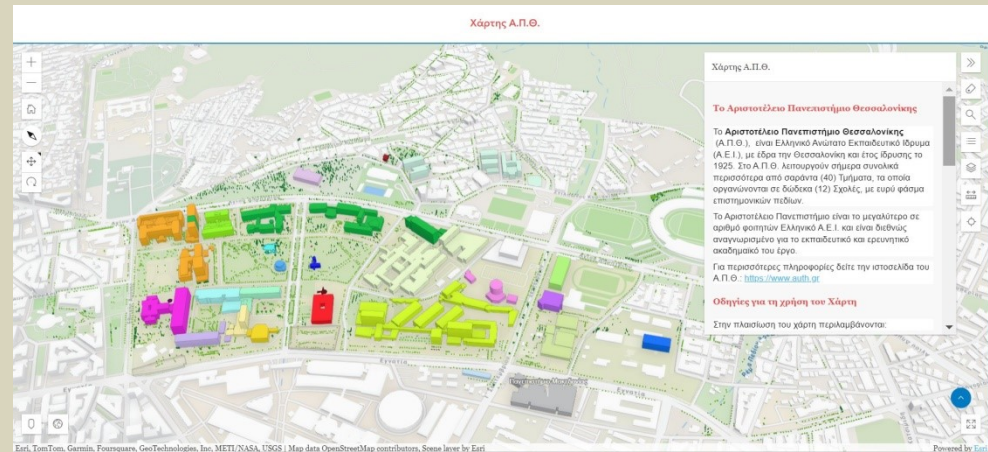 Χάρτης Α.Π.Θ.
Χάρτης Α.Π.Θ.
Το Αριστοτέλειο Πανεπιστήμιο Θεσσαλονίκης
Το Αριστοτέλειο Πανεπιστήμιο Θεσσαλονίκης
(Α.Π.Θ.), είναι Ελληνικό Ανώτατο Εκπαιδευτικό Ίδρυμα
(Α.Ε.Ι.), με έδρα την Θεσσαλονίκη και έτος ίδρυσης το
1925. Στο Α.Π.Θ. λειτουργούν σήμερα συνολικά
περισσότερα από σαράντα (40) Τμήματα, τα οποία
οργανώνονται σε δώδεκα (12) Σχολές, με ευρύ φάσμα
επιστημονικών πεδίων.
Το Αριστοτέλειο Πανεπιστήμιο είναι το μεγαλύτερο σε
αριθμό φοιτητών Ελληνικό Α.Ε.Ι. και είναι διεθνώς
αναγνωρισμένο για το εκπαιδευτικό και ερευνητικό
ακαδημαϊκό του έργο.
Για περισσότερες πληροφορίες δείτε την ιστοσελίδα του
Α.Π.Θ.: https://www.auth.gr
Οδηγίες για τη χρήση του Χάρτη
Στην πλαισίωση του χάρτη περιλαμβάνονται:
Εγνατία
Εγνατία
Πανεπιστήμιο Μακεδονίας
Esri, TomTom, Garmin, Foursquare, GeoTechnologies, Inc, METI/NASA, USGS | Map data OpenStreetMap contributors, Scene layer by Esri
Powered by Esri